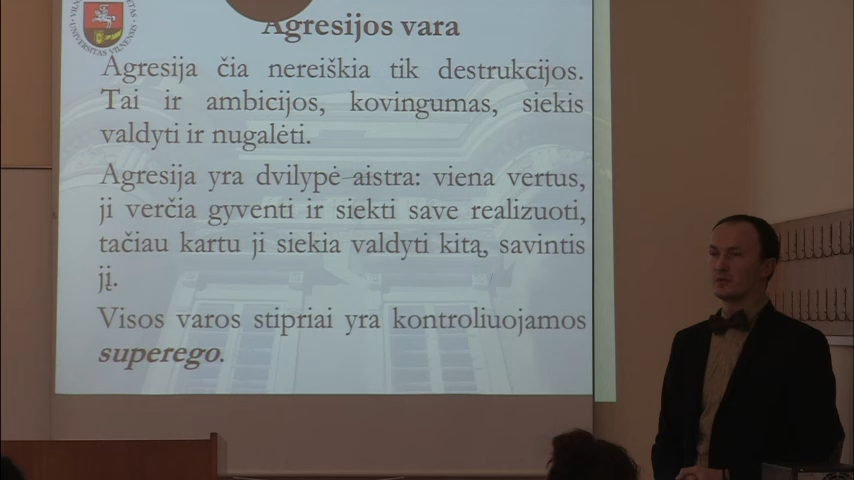 Agresijos vara
Agresija čia nereiškia tik destrukcijos.
Tai ir ambicijos, kovingumas, siekis
valdyti ir nugalėti.
Agresija yra dvilypė aistra: viena vertus,
ji verčia gyventi ir siekti save realizuoti,
tačiau kartu ji siekia valdyti kitą, savintis
jį.
Visos varos stipriai yra kontroliuojamos
superego.